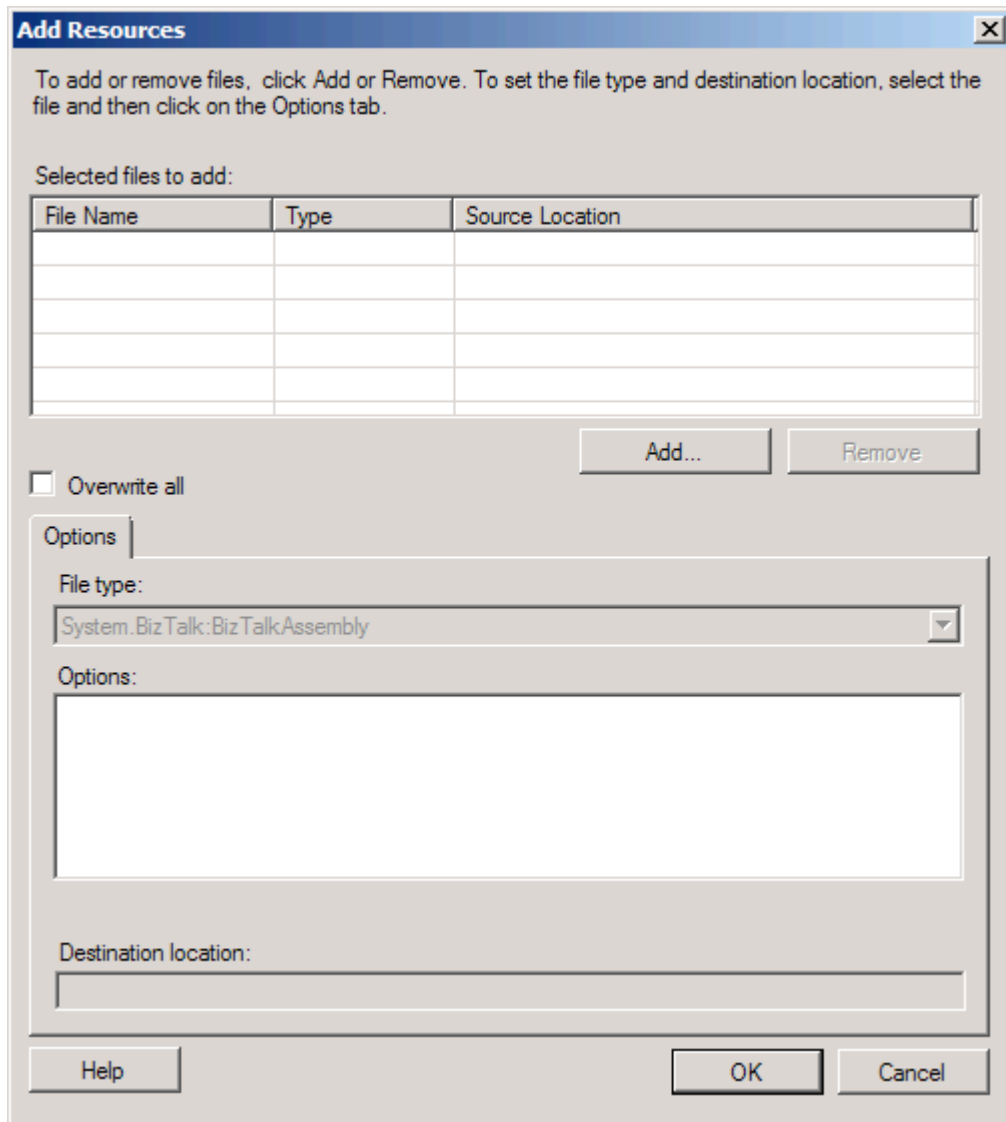 Add Resources
To add or remove files, click Add or Remove. To set the file type and destination location, select the
file and then click on the Options tab.
Selected files to add:
File Name Type Source Location
Add... Remove
Overwrite all
Options
File type:
System.BizTalk:BizTalkAssembly
Options:
Destination location:
Help OK Cancel